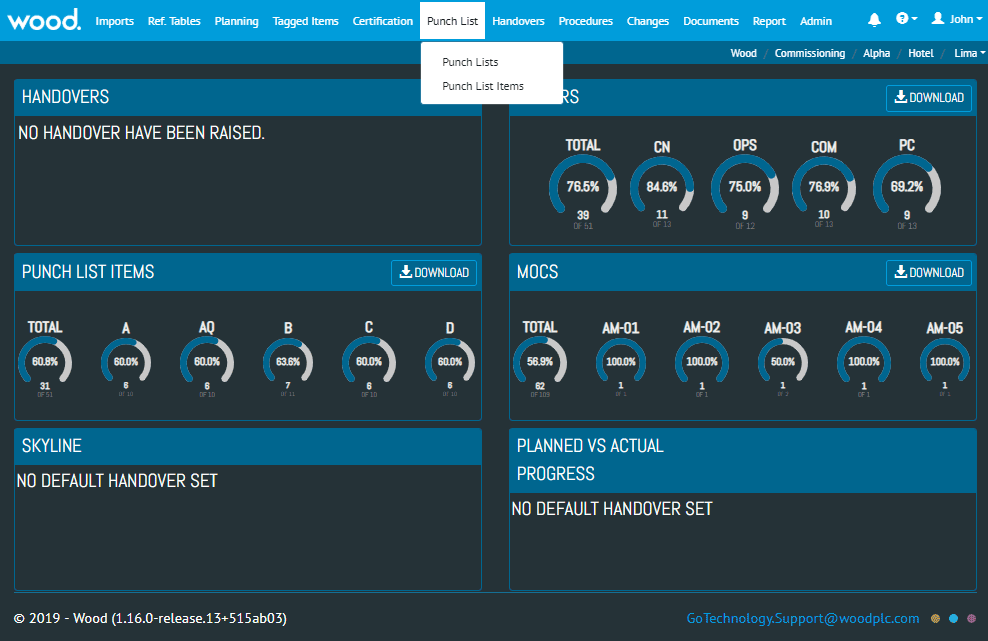 wood.
Imports Ref. Tables Planning Tagged Items Certification Punch List Handovers Procedures Changes Documents Report Admin John
Wood / Commissioning / Alpha / Hotel / Lima
Punch Lists
Punch List Items
HANDOVERS
NO HANDOVER HAVE BEEN RAISED.
RS
DOWNLOAD
TOTAL CN OPS COM PC
76.5% 84.6% 75.0% 76.9% 69.2%
39 11 9 10 9
OF 51 OF 13 OF 12 OF 13 OF 13
PUNCH LIST ITEMS
DOWNLOAD
TOTAL A AQ B C D
60.8% 60.0% 60.0% 63.6% 60.0% 60.0%
31 6 6 7 6 6
OF 51 OF 10 OF 10 OF 11 OF 10 OF 10
MOCS
DOWNLOAD
TOTAL AM-01 AM-02 AM-03 AM-04 AM-05
56.9% 100.0% 100.0% 50.0% 100.0% 100.0%
62 1 1 1 1 1
OF 109 OF 1 OF 1 OF 2 OF 1 OF 1
SKYLINE
NO DEFAULT HANDOVER SET
PLANNED VS ACTUAL
PROGRESS
NO DEFAULT HANDOVER SET
© 2019 - Wood (1.16.0-release.13+515ab03)
GoTechnology.Support@woodplc.com